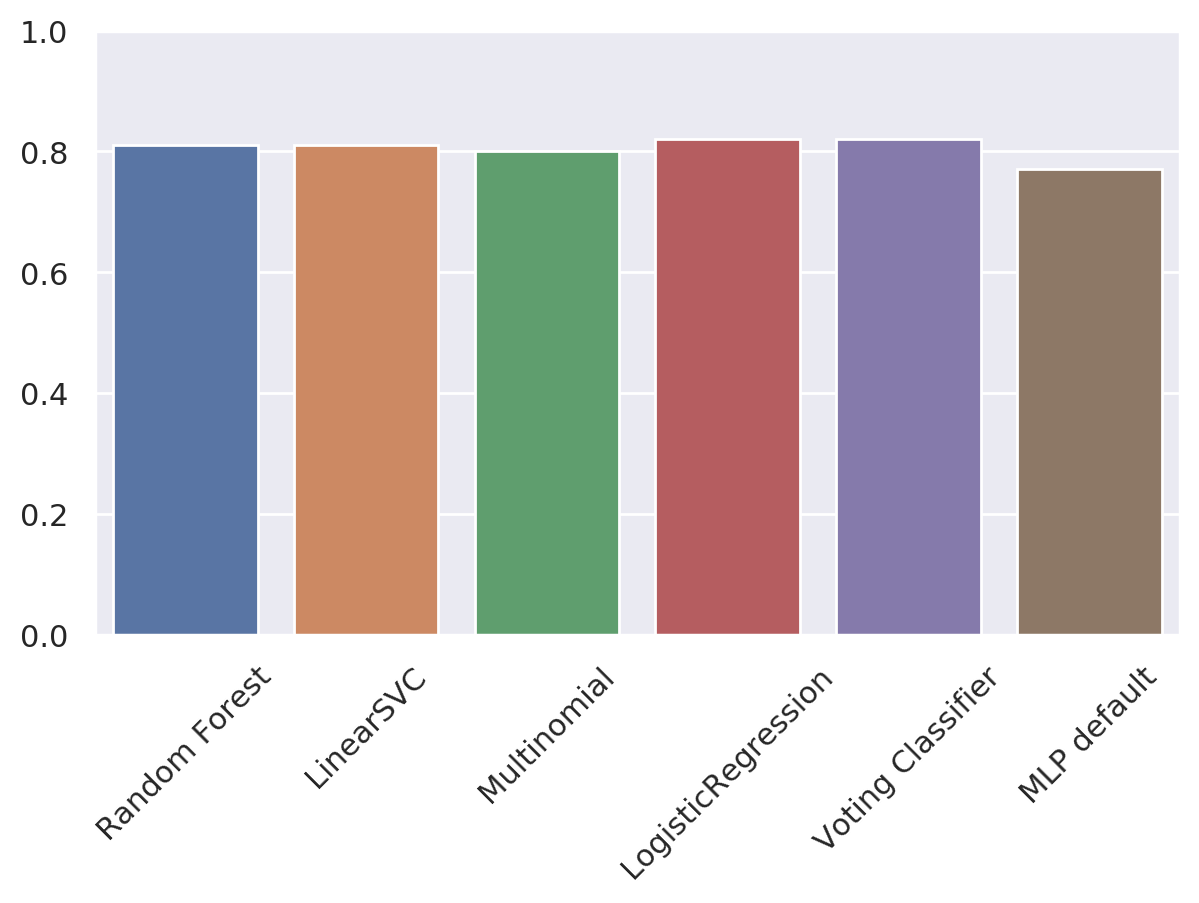 1.0
0.8
0.6
0.4
0.2
0.0
Random Forest
LinearSVC
Multinomial
LogisticRegression
Voting Classifier
MLP default